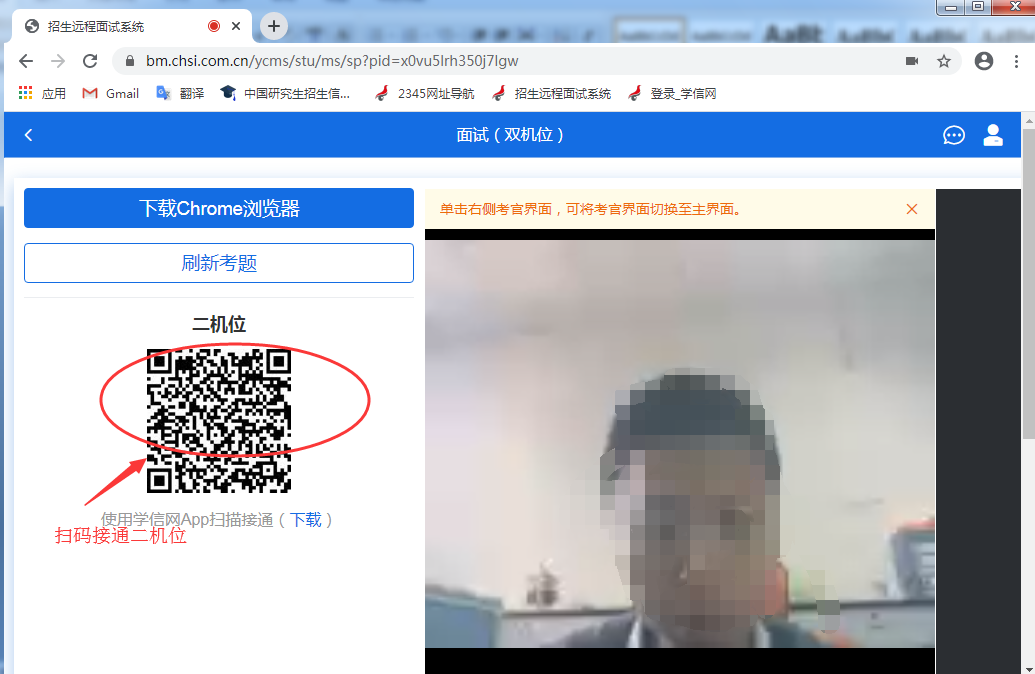 招生远程面试系统
bm.chsi.com.cn/ycms/stu/ms/sp?pid=x0vu5lrh350j7lgw
应用 Gmail 翻译 中国研究生招生信... 2345网址导航 招生远程面试系统 登录_学信网
面试（双机位）
下载Chrome浏览器
单击右侧考官界面，可将考官界面切换至主界面。
刷新考题
二机位
使用学信网App扫描接通（下载）
扫码接通二机位